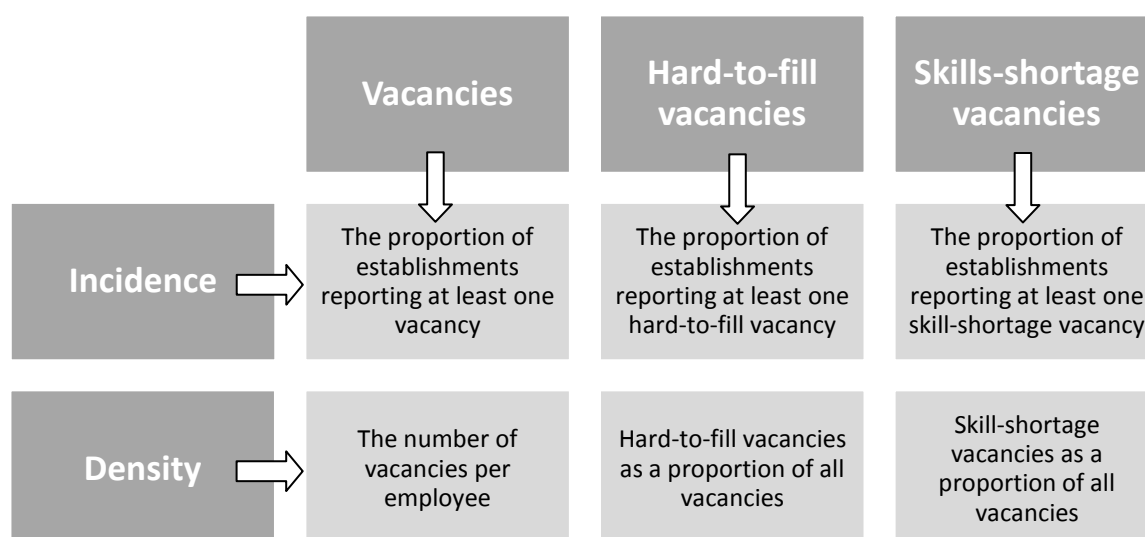 Vacancies
Hard-to-fill
vacancies
Skills-shortage
vacancies
Incidence
The proportion of
establishments
reporting at least one
vacancy
The proportion of
establishments
reporting at least one
hard-to-fill vacancy
The proportion of
establishments
reporting at least one
skill-shortage vacancy
Density
The number of
vacancies per
employee
Hard-to-fill vacancies
as a proportion of all
vacancies
Skill-shortage
vacancies as a
proportion of all
vacancies